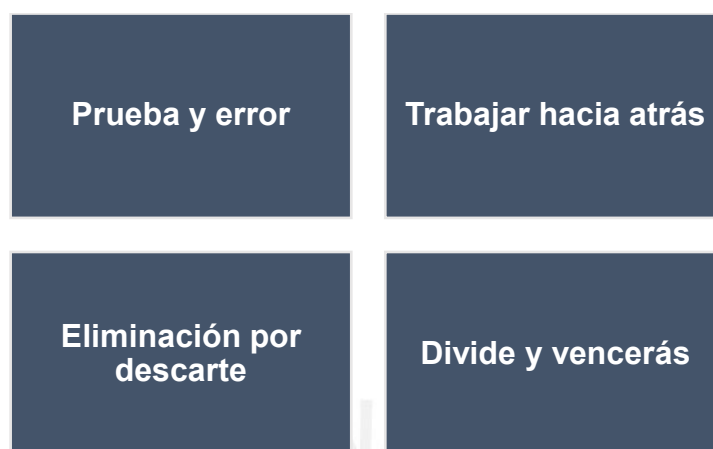 Prueba y error
Trabajar hacia atrás
Eliminación por
descarte
Divide y vencerás